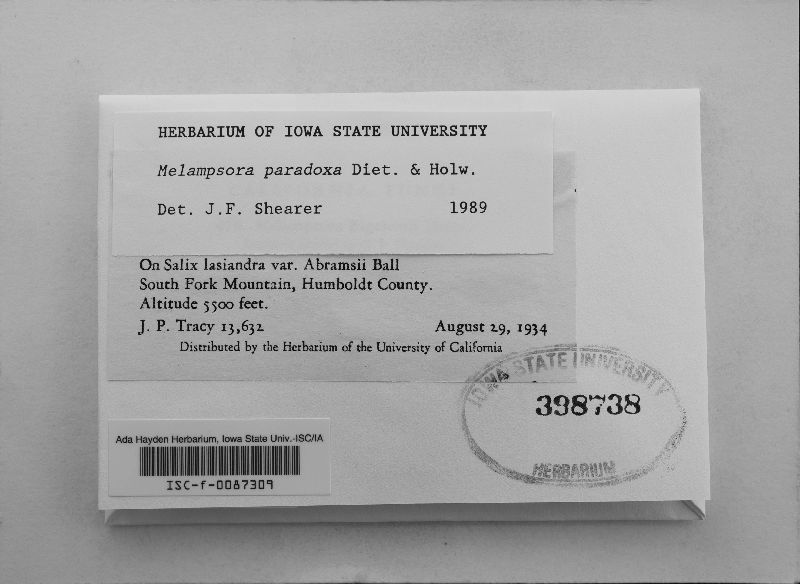 HERBARIUM OF IOWA STATE UNIVERSITY
Melampsora paradoxa Diet. & Holw.
Det. J.F. Shearer 1989
On Salix lasiandra var. Abramsii Ball
South Fork Mountain, Humboldt County.
Altitude 5500 feet.
J. P. Tracy 13,632 August 29, 1934
Distributed by the Herbarium of the University of California
IOWA STATE UNIVERSITY
398738
HERBARIUM
Ada Hayden Herbarium, Iowa State Univ.-ISC/IA
ISC-f-0087309